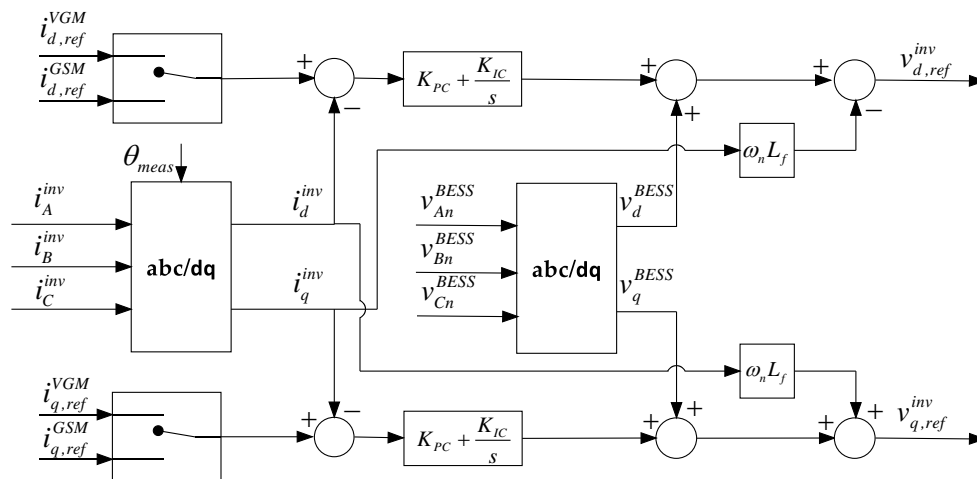 i_{d,ref}^{VGM}
i_{d,ref}^{GSM}
+
−
K_{PC} + \frac{K_{IC}}{s}
+
+
+
−
v_{d,ref}^{inv}
ω_n L_f
θ_{meas}
i_A^{inv}
i_B^{inv}
i_C^{inv}
abc/dq
i_d^{inv}
i_q^{inv}
v_{An}^{BESS}
v_{Bn}^{BESS}
v_{Cn}^{BESS}
abc/dq
v_d^{BESS}
v_q^{BESS}
ω_n L_f
i_{q,ref}^{VGM}
i_{q,ref}^{GSM}
+
−
K_{PC} + \frac{K_{IC}}{s}
+
+
+
+
v_{q,ref}^{inv}